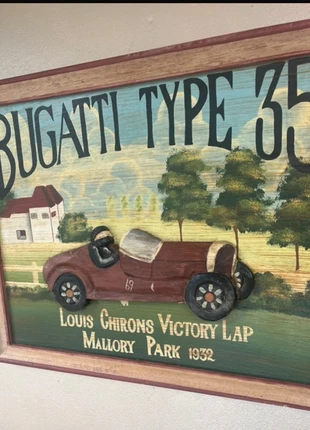 BUGATTI TYPE 35
19
LOUIS CHIRONS VICTORY LAP
MALLORY PARK 1932